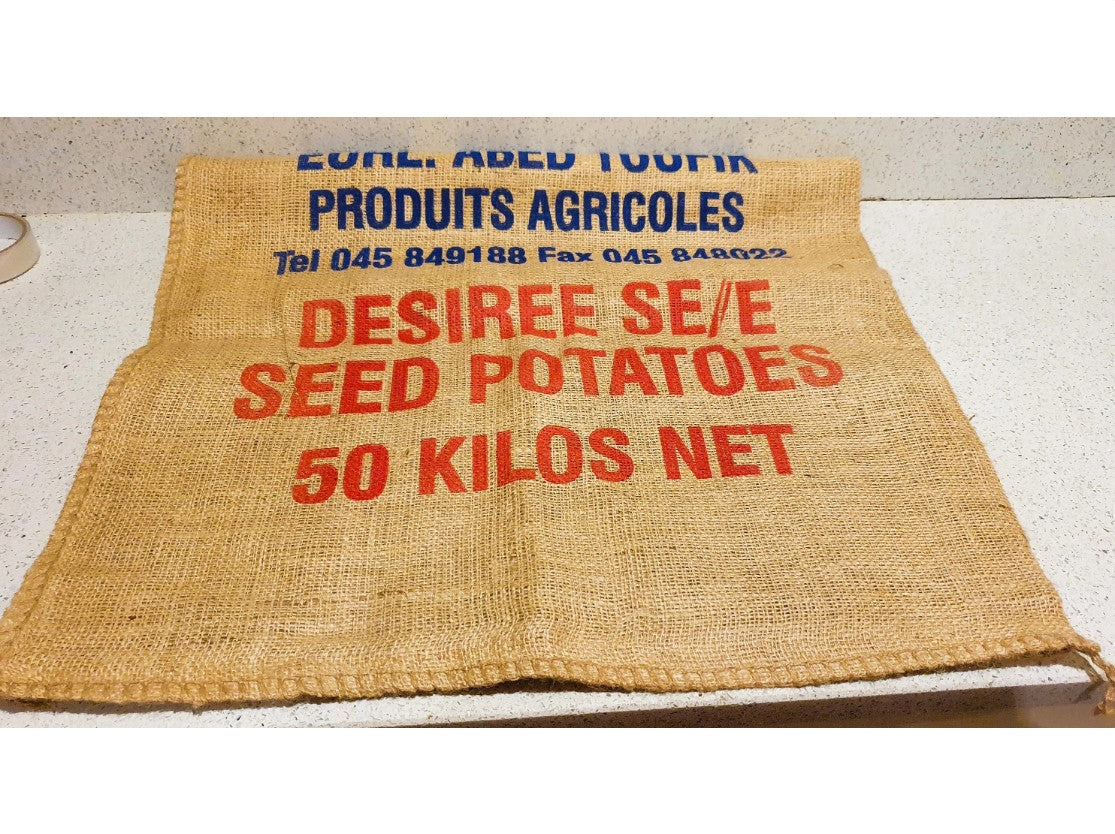 EURL. ABED TOUFIK
PRODUITS AGRICOLES
Tel 045 849188 Fax 045 848022
DESIREE SE/E
SEED POTATOES
50 KILOS NET